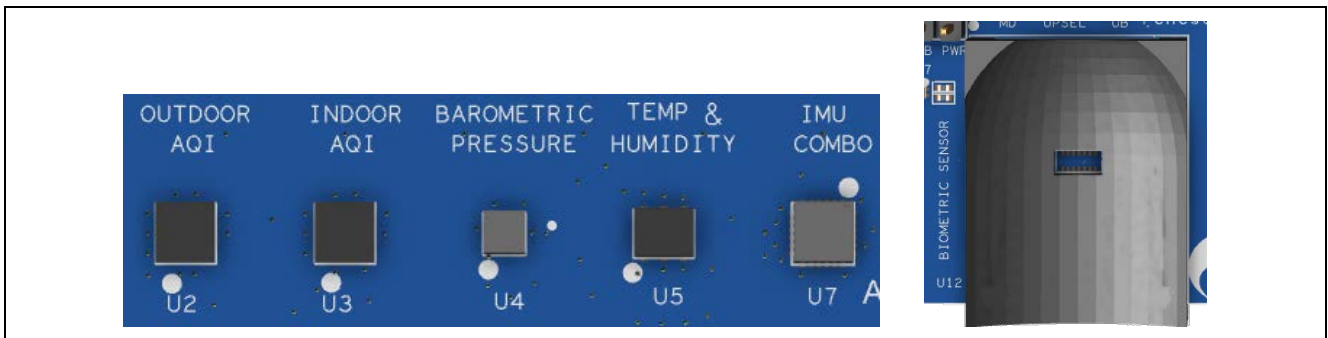 OUTDOOR
AQI
INDOOR
AQI
BAROMETRIC
PRESSURE
TEMP &
HUMIDITY
IMU
COMBO
U2
U3
U4
U5
U7
A
MD
UPSEL
OB
B PWR
7
BIOMETRIC SENSOR
U12